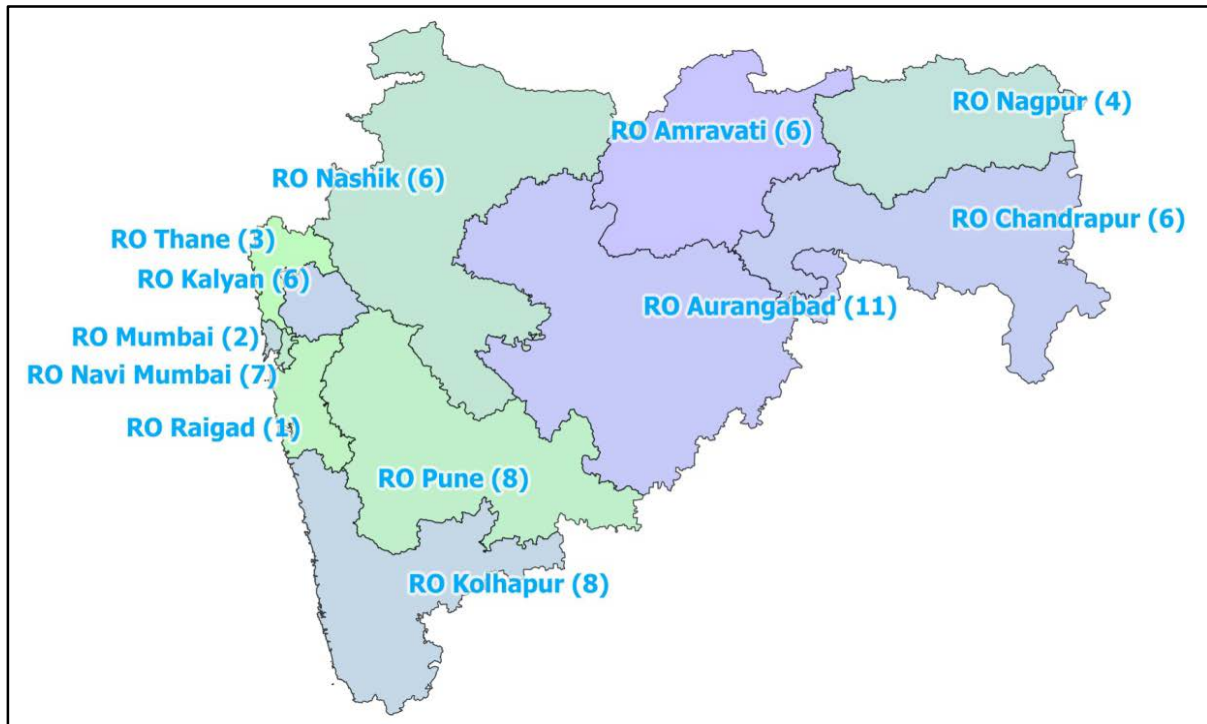 RO Nagpur (4)
RO Amravati (6)
RO Nashik (6)
RO Chandrapur (6)
RO Thane (3)
RO Kalyan (6)
RO Aurangabad (11)
RO Mumbai (2)
RO Navi Mumbai (7)
RO Raigad (1)
RO Pune (8)
RO Kolhapur (8)